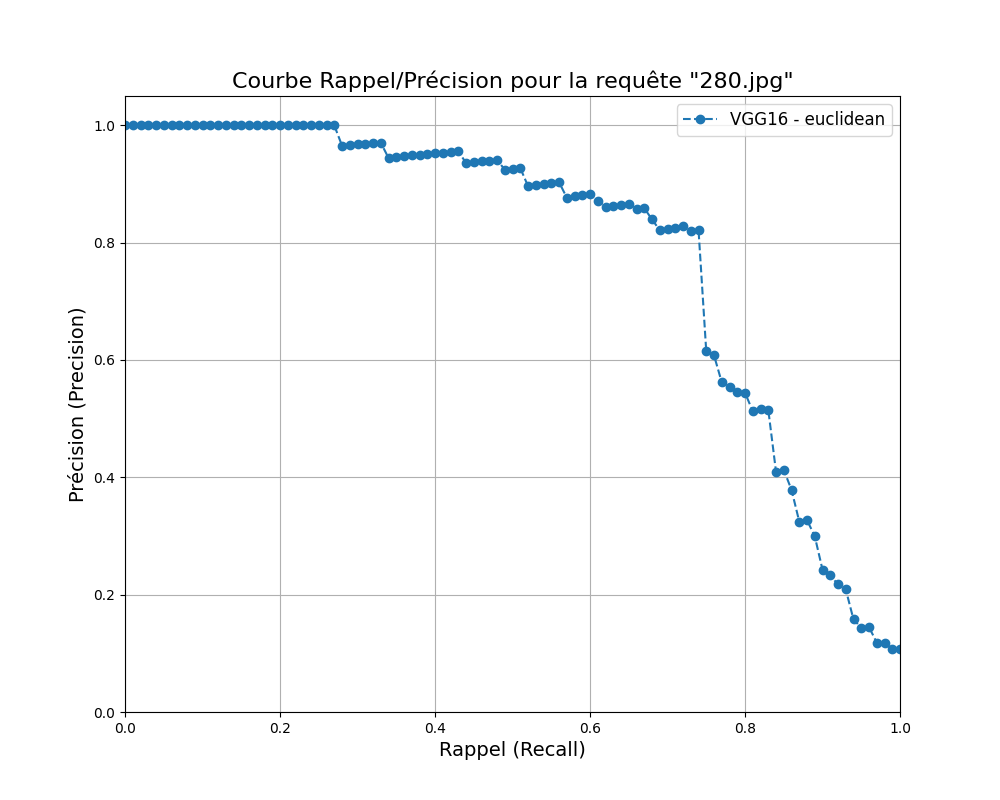 Courbe Rappel/Précision pour la requête "280.jpg"
VGG16 - euclidean
Précision (Precision)
1.0
0.8
0.6
0.4
0.2
0.0
0.0 0.2 0.4 0.6 0.8 1.0
Rappel (Recall)